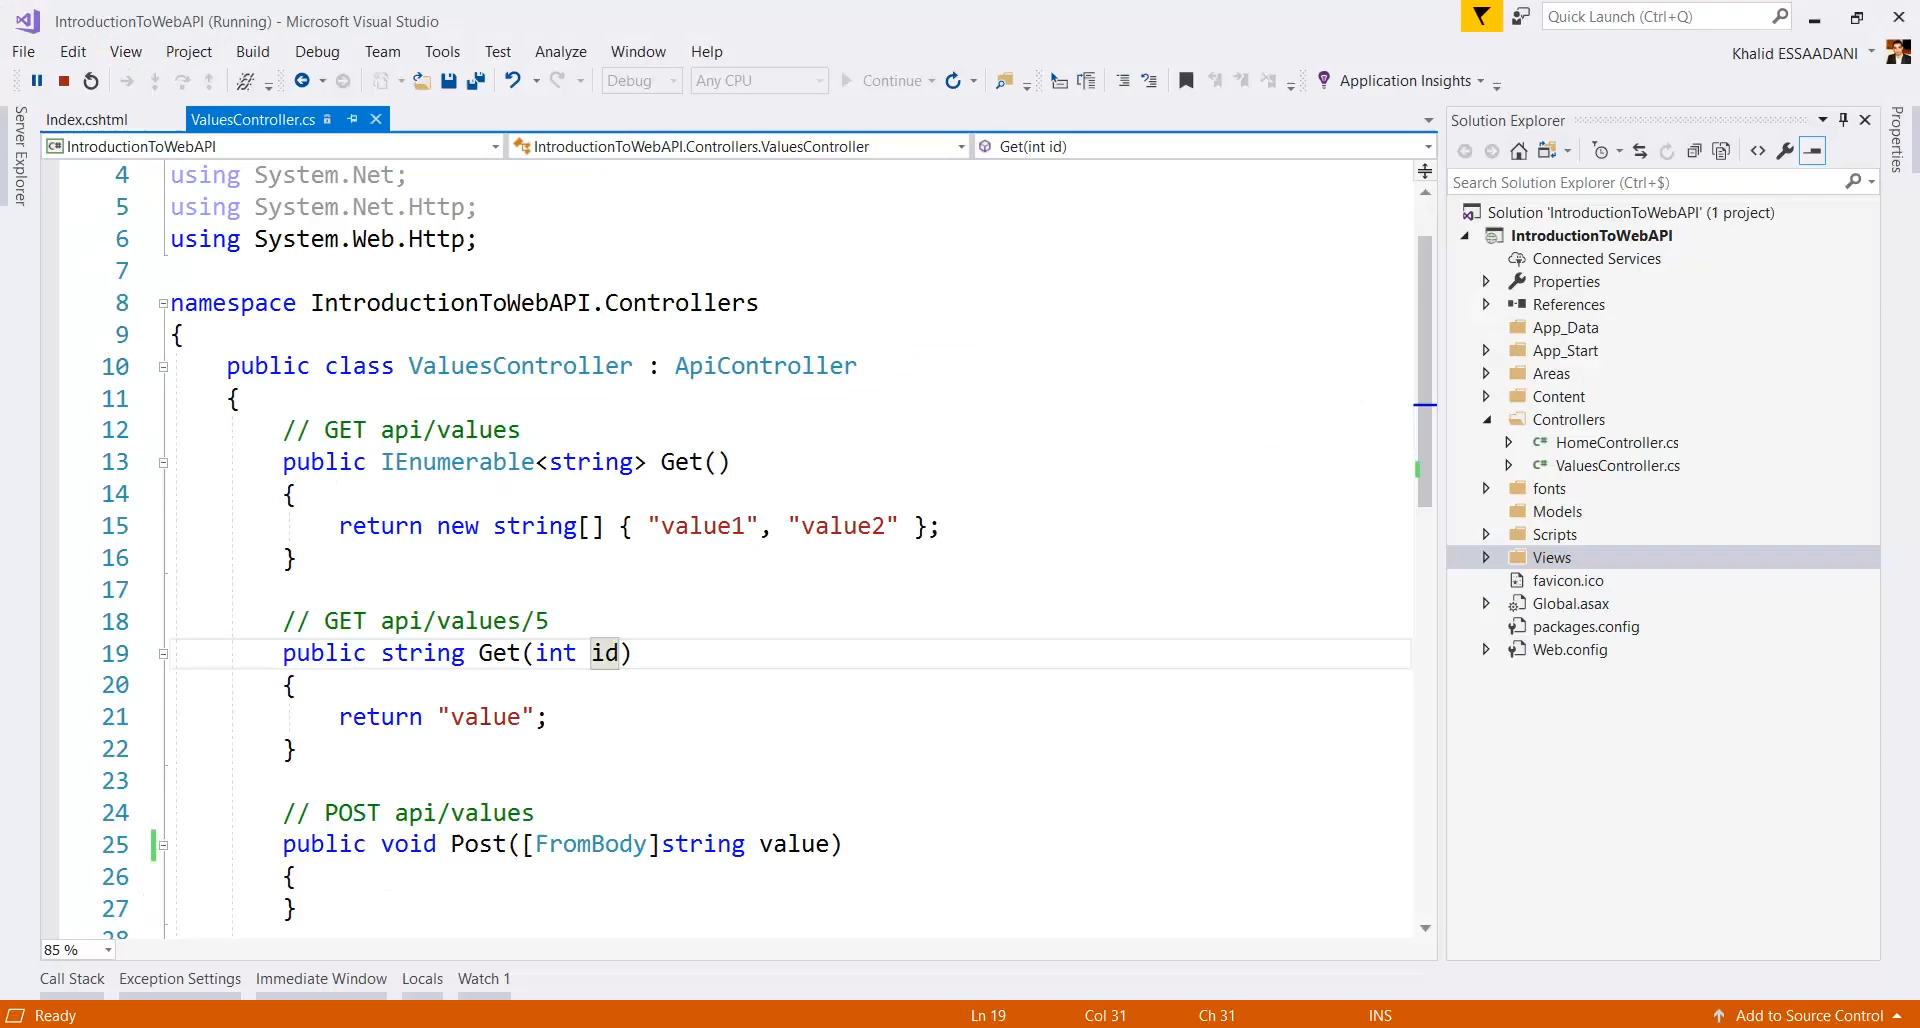 IntroductionToWebAPI (Running) - Microsoft Visual Studio
Quick Launch (Ctrl+Q)
File Edit View Project Build Debug Team Tools Test Analyze Window Help
Khalid ESSAADANI
Debug Any CPU Continue Application Insights
Server Explorer
Index.cshtml ValuesController.cs
IntroductionToWebAPI IntroductionToWebAPI.Controllers.ValuesController Get(int id)
4 using System.Net;
5 using System.Net.Http;
6 using System.Web.Http;
7
8 namespace IntroductionToWebAPI.Controllers
9 {
10 public class ValuesController : ApiController
11 {
12 // GET api/values
13 public IEnumerable<string> Get()
14 {
15 return new string[] { "value1", "value2" };
16 }
17
18 // GET api/values/5
19 public string Get(int id)
20 {
21 return "value";
22 }
23
24 // POST api/values
25 public void Post([FromBody]string value)
26 {
27 }
28
85 %
Solution Explorer
Search Solution Explorer (Ctrl+$)
Solution 'IntroductionToWebAPI' (1 project)
IntroductionToWebAPI
Connected Services
Properties
References
App_Data
App_Start
Areas
Content
Controllers
C# HomeController.cs
C# ValuesController.cs
fonts
Models
Scripts
Views
favicon.ico
Global.asax
packages.config
Web.config
Properties
Call Stack Exception Settings Immediate Window Locals Watch 1
Ready Ln 19 Col 31 Ch 31 INS Add to Source Control